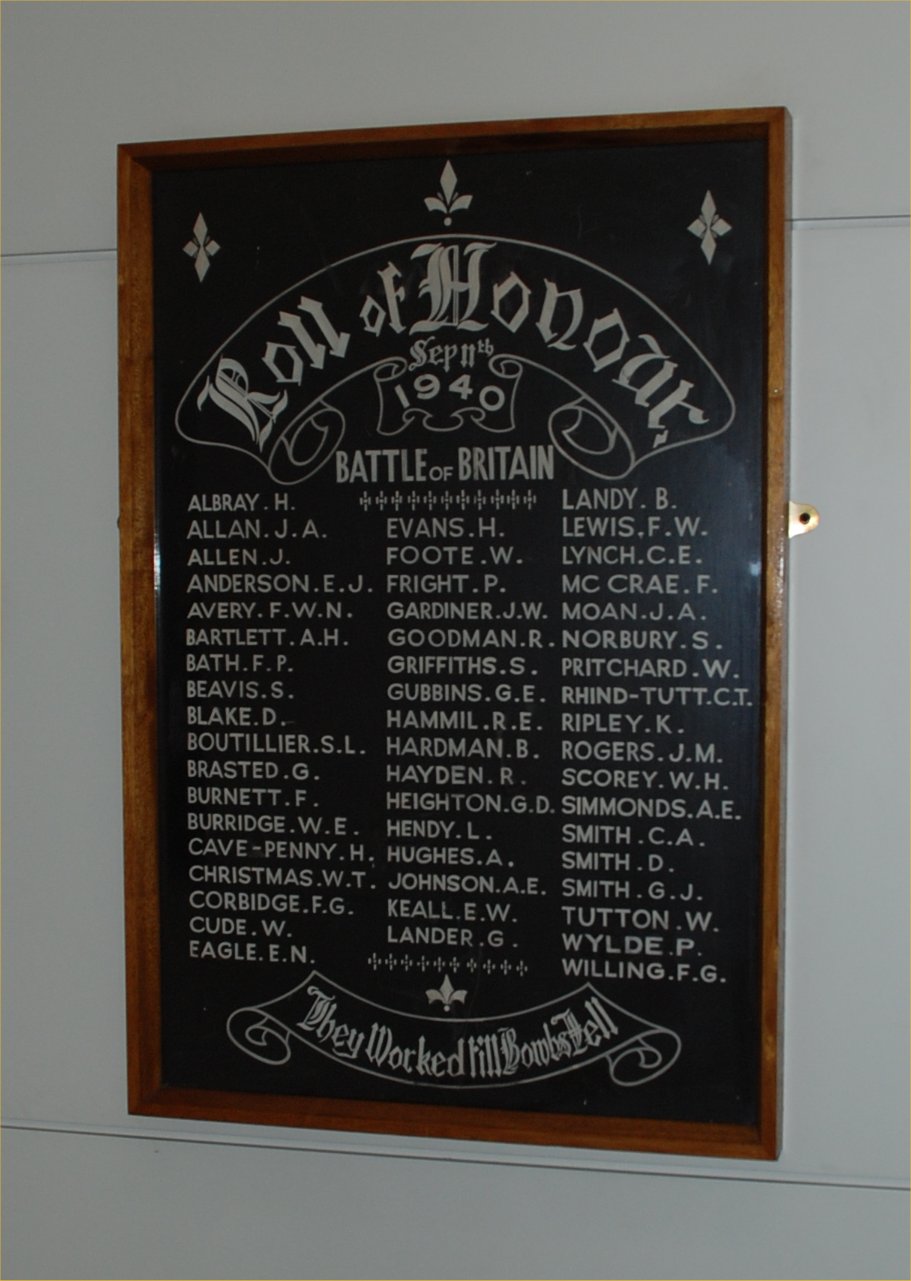 Roll of Honour.
Sep 11th
1940
BATTLE OF BRITAIN
ALBRAY. H.
ALLAN. J. A.
ALLEN. J.
ANDERSON. E. J.
AVERY. F. W. N.
BARTLETT. A. H.
BATH. F. P.
BEAVIS. S.
BLAKE. D.
BOUTILLIER. S. L.
BRASTED. G.
BURNETT. F.
BURRIDGE. W. E.
CAVE-PENNY. H.
CHRISTMAS. W. T.
CORBIDGE. F. G.
CUDE. W.
EAGLE. E. N.
EVANS. H.
FOOTE. W.
FRIGHT. P.
GARDINER. J. W.
GOODMAN. R.
GRIFFITHS. S.
GUBBINS. G. E.
HAMMIL. R. E.
HARDMAN. B.
HAYDEN. R.
HEIGHTON. G. D.
HENDY. L.
HUGHES. A.
JOHNSON. A. E.
KEALL. E. W.
LANDER. G.
LANDY. B.
LEWIS. F. W.
LYNCH. C. E.
MC CRAE. F.
MOAN. J. A.
NORBURY. S.
PRITCHARD. W.
RHIND-TUTT. C. T.
RIPLEY. K.
ROGERS. J. M.
SCOREY. W. H.
SIMMONDS. A. E.
SMITH. C. A.
SMITH. D.
SMITH. G. J.
TUTTON. W.
WYLDE. P.
WILLING. F. G.
They Worked till Bombs Fell